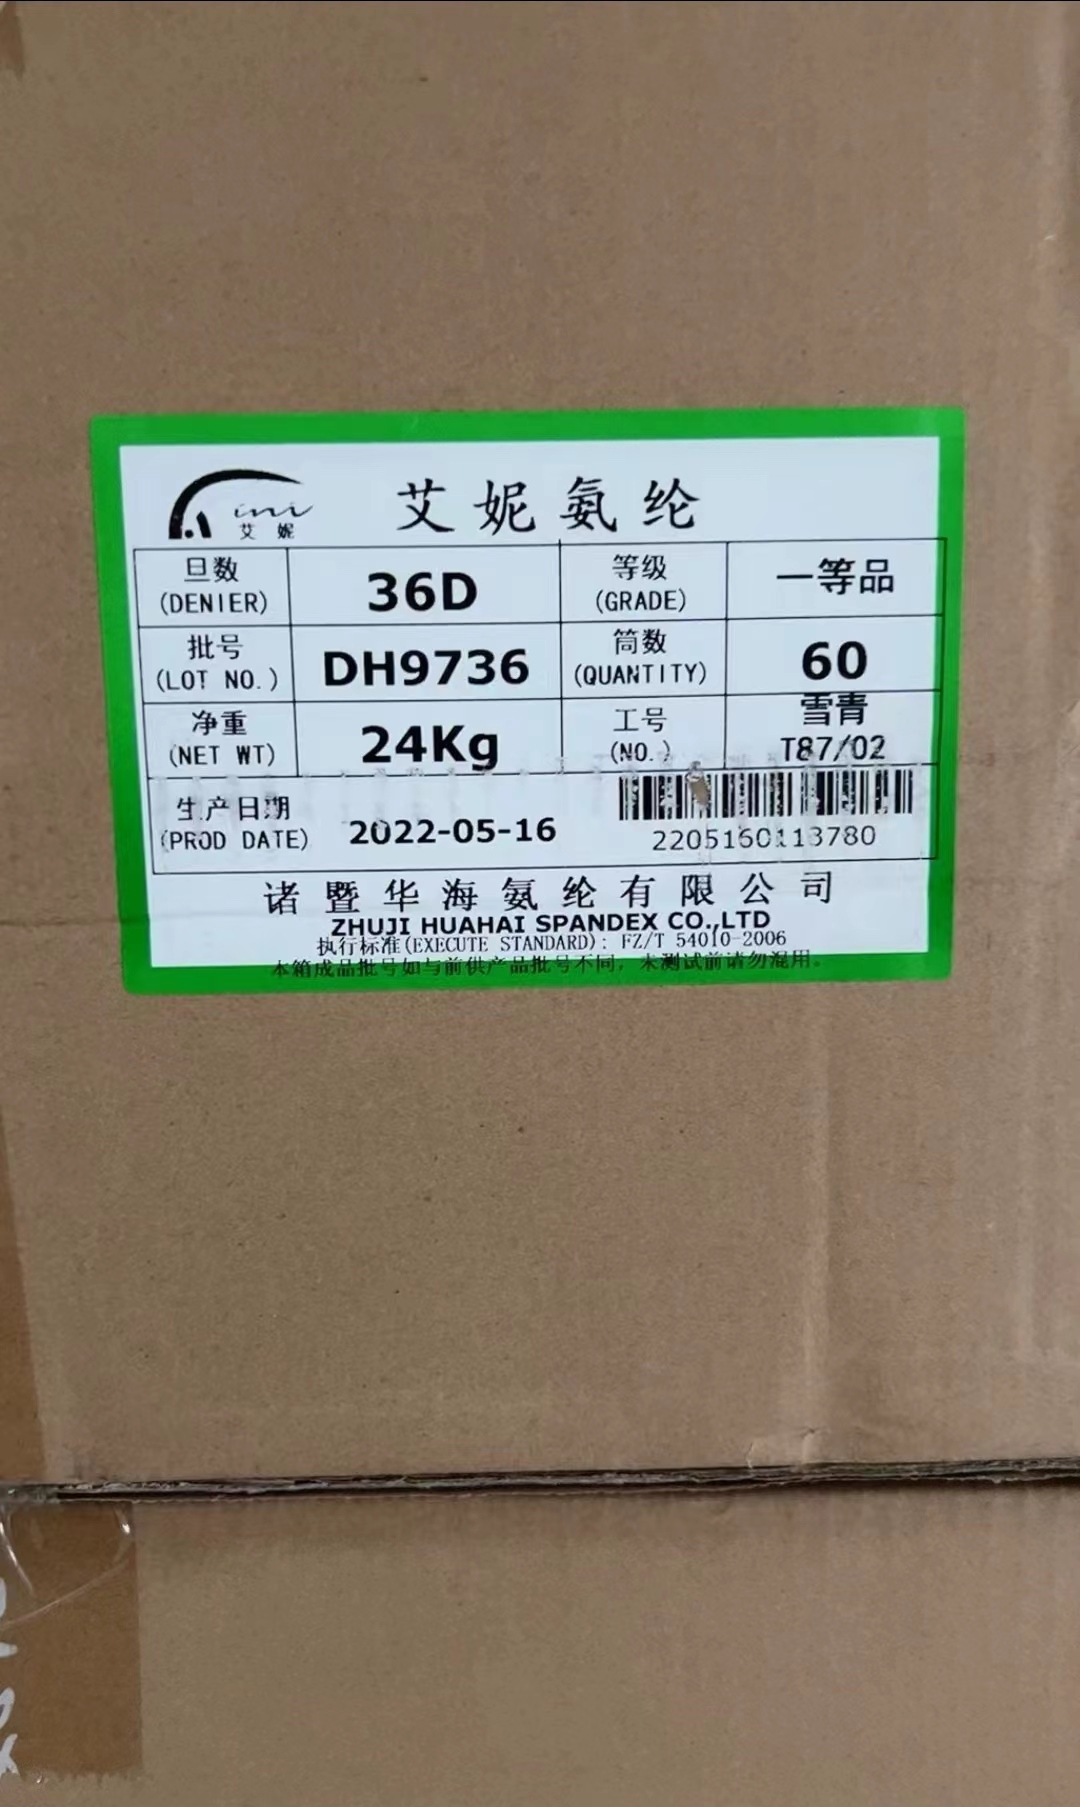 ini
艾妮
艾妮氨纶
旦数
(DENIER)
36D
等级
(GRADE)
一等品
批号
(LOT NO.)
DH9736
筒数
(QUANTITY)
60
净重
(NET WT)
24Kg
工号
(NO.)
雪青
T87/02
生产日期
(PROD DATE)
2022-05-16
2205160113780
诸暨华海氨纶有限公司
ZHUJI HUAHAI SPANDEX CO.,LTD
执行标准(EXECUTE STANDARD): FZ/T 54010-2006
本箱成品批号如与前供产品批号不同，未测试前请勿混用。